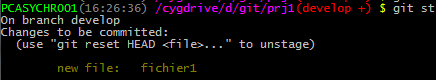 PCASYCHR001(16:26:36) /cygdrive/d/git/prj1(develop +) $ git st
On branch develop
Changes to be committed:
  (use "git reset HEAD <file>..." to unstage)

        new file:   fichier1